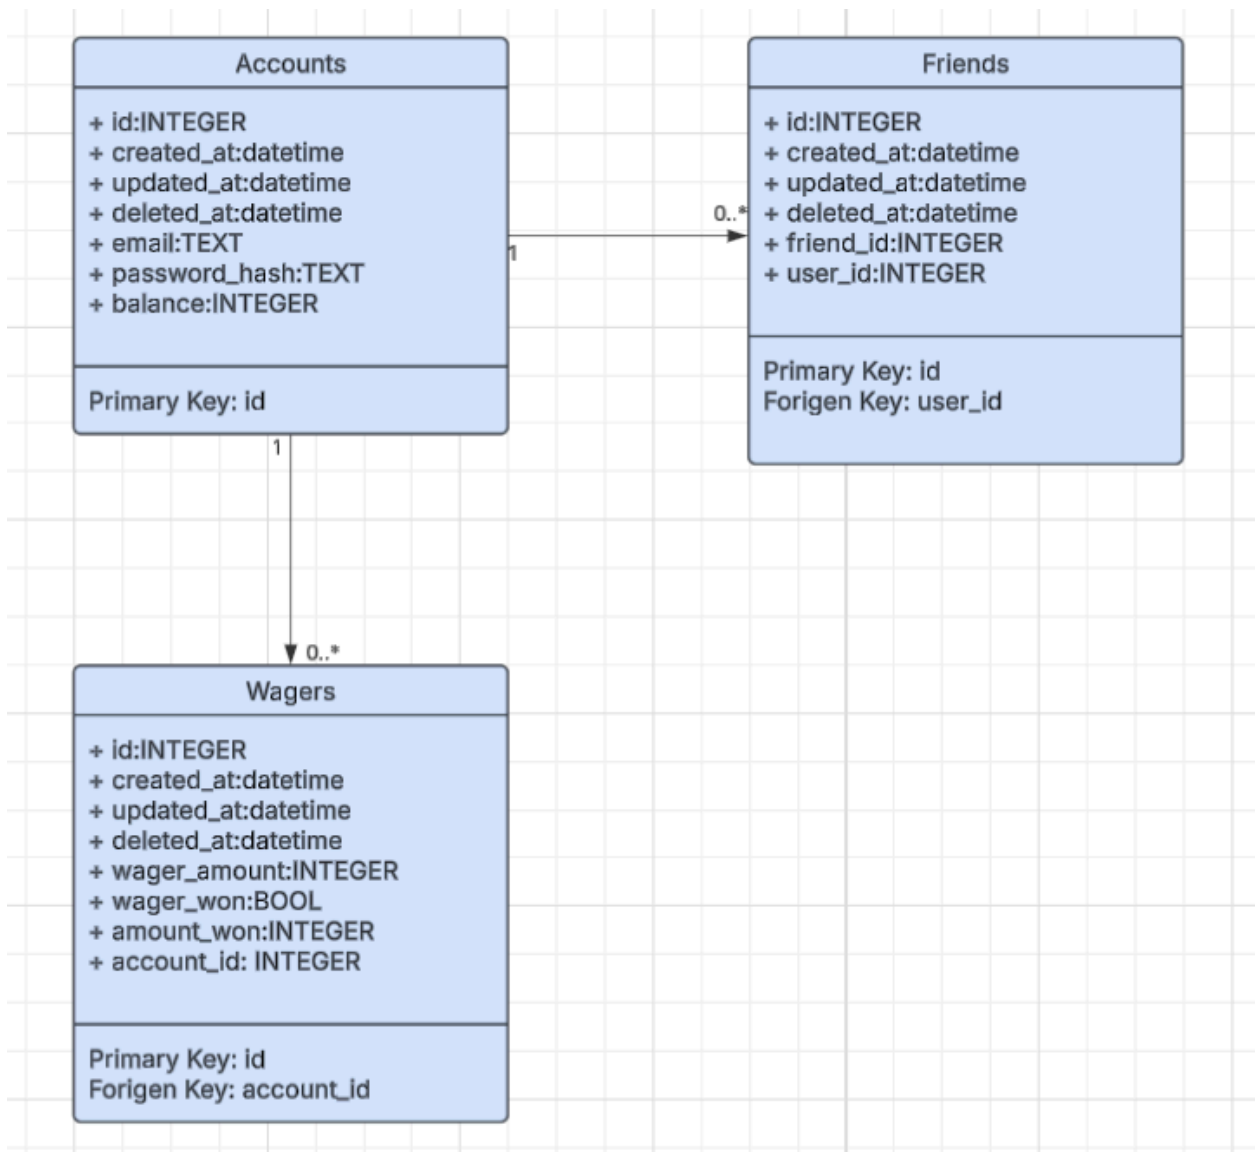 Accounts
+ id:INTEGER
+ created_at:datetime
+ updated_at:datetime
+ deleted_at:datetime
+ email:TEXT
+ password_hash:TEXT
+ balance:INTEGER
Primary Key: id
1
0..*
Friends
+ id:INTEGER
+ created_at:datetime
+ updated_at:datetime
+ deleted_at:datetime
+ friend_id:INTEGER
+ user_id:INTEGER
Primary Key: id
Forigen Key: user_id
1
0..*
Wagers
+ id:INTEGER
+ created_at:datetime
+ updated_at:datetime
+ deleted_at:datetime
+ wager_amount:INTEGER
+ wager_won:BOOL
+ amount_won:INTEGER
+ account_id: INTEGER
Primary Key: id
Forigen Key: account_id